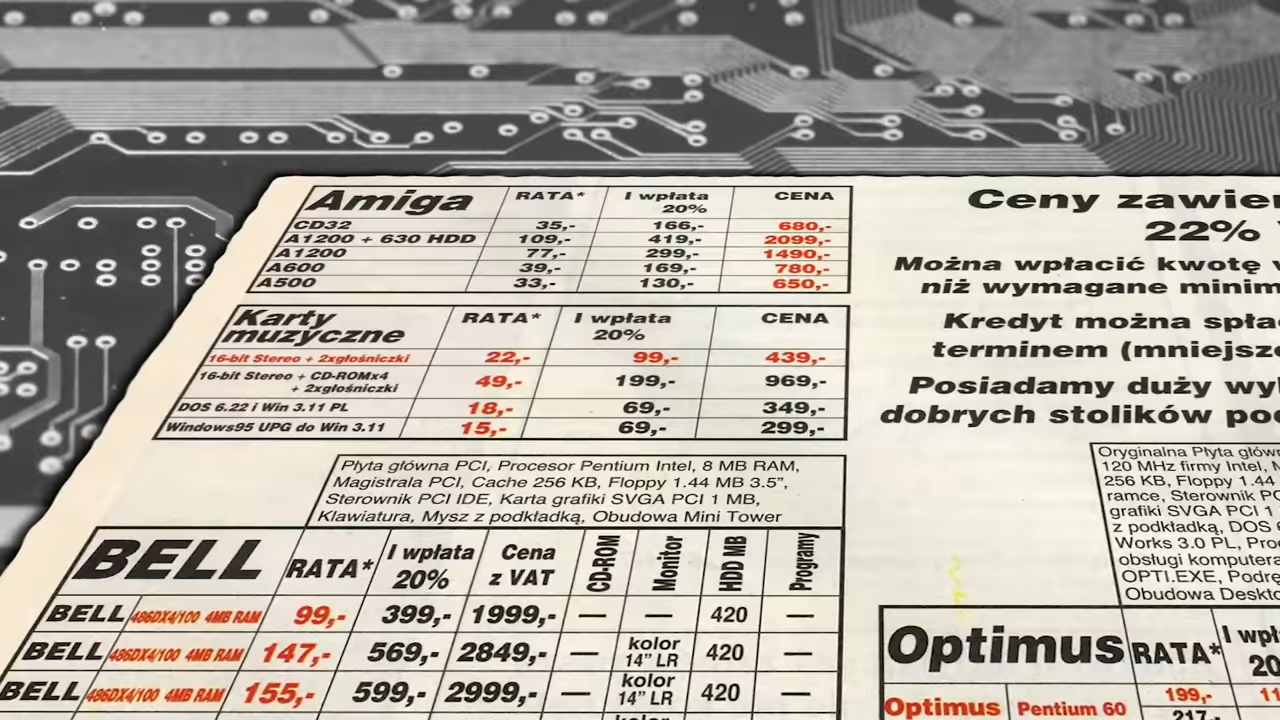 Amiga RATA* I wpłata 20% CENA
CD32 35,- 166,- 680,-
A1200 + 630 HDD 109,- 419,- 2099,-
A1200 77,- 299,- 1490,-
A600 39,- 169,- 780,-
A500 33,- 130,- 650,-
Karty muzyczne RATA* I wpłata 20% CENA
16-bit Stereo + 2xgłośniczki 22,- 99,- 439,-
16-bit Stereo + CD-ROMx4 + 2xgłośniczki 49,- 199,- 969,-
DOS 6.22 i Win 3.11 PL 18,- 69,- 349,-
Windows95 UPG do Win 3.11 15,- 69,- 299,-
Płyta główna PCI, Procesor Pentium Intel, 8 MB RAM,
Magistrala PCI, Cache 256 KB, Floppy 1.44 MB 3.5”,
Sterownik PCI IDE, Karta grafiki SVGA PCI 1 MB,
Klawiatura, Mysz z podkładką, Obudowa Mini Tower
BELL RATA* I wpłata 20% Cena z VAT CD-ROM Monitor HDD MB Programy
BELL 486DX4/100 4MB RAM 99,- 399,- 1999,- — — 420 —
BELL 486DX4/100 4MB RAM 147,- 569,- 2849,- — kolor 14” LR 420 —
BELL 486DX4/100 4MB RAM 155,- 599,- 2999,- — kolor 14” LR 420 —
kolor
Ceny zawier
22%
Można wpłacić kwotę
niż wymagane minim
Kredyt można spła
terminem (mniejsze
Posiadamy duży wy
dobrych stolików po
Oryginalna Płyta głów
120 MHz firmy Intel,
256 KB, Floppy 1.44
ramce, Sterownik PC
grafiki SVGA PCI 1
z podkładką, DOS
Works 3.0 PL, Pro
obsługi komputera
OPTI.EXE, Podrę
Obudowa Deskto
Optimus RATA* I wpł 20
Optimus Pentium 60 199,- 11
217,-